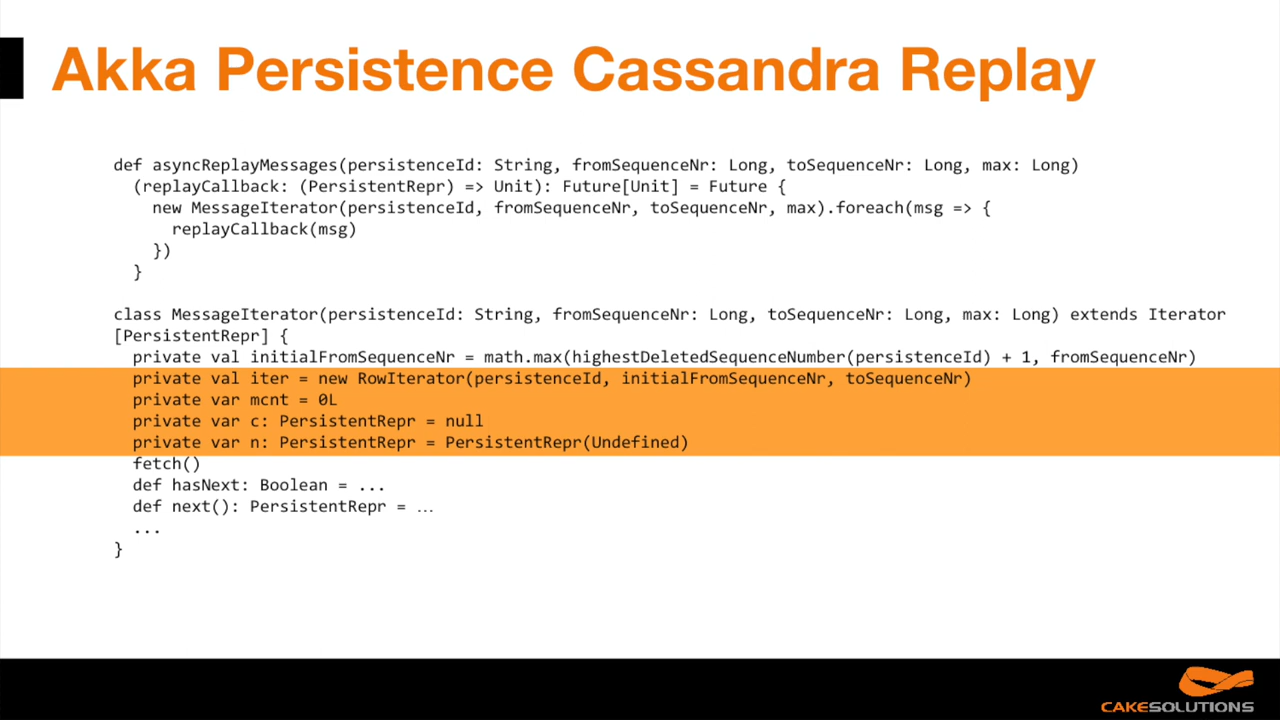 Akka Persistence Cassandra Replay
def asyncReplayMessages(persistenceId: String, fromSequenceNr: Long, toSequenceNr: Long, max: Long)
(replayCallback: (PersistentRepr) => Unit): Future[Unit] = Future {
new MessageIterator(persistenceId, fromSequenceNr, toSequenceNr, max).foreach(msg => {
replayCallback(msg)
})
}
class MessageIterator(persistenceId: String, fromSequenceNr: Long, toSequenceNr: Long, max: Long) extends Iterator
[PersistentRepr] {
private val initialFromSequenceNr = math.max(highestDeletedSequenceNumber(persistenceId) + 1, fromSequenceNr)
private val iter = new RowIterator(persistenceId, initialFromSequenceNr, toSequenceNr)
private var mcnt = 0L
private var c: PersistentRepr = null
private var n: PersistentRepr = PersistentRepr(Undefined)
fetch()
def hasNext: Boolean = ...
def next(): PersistentRepr = …
...
}
CAKESOLUTIONS